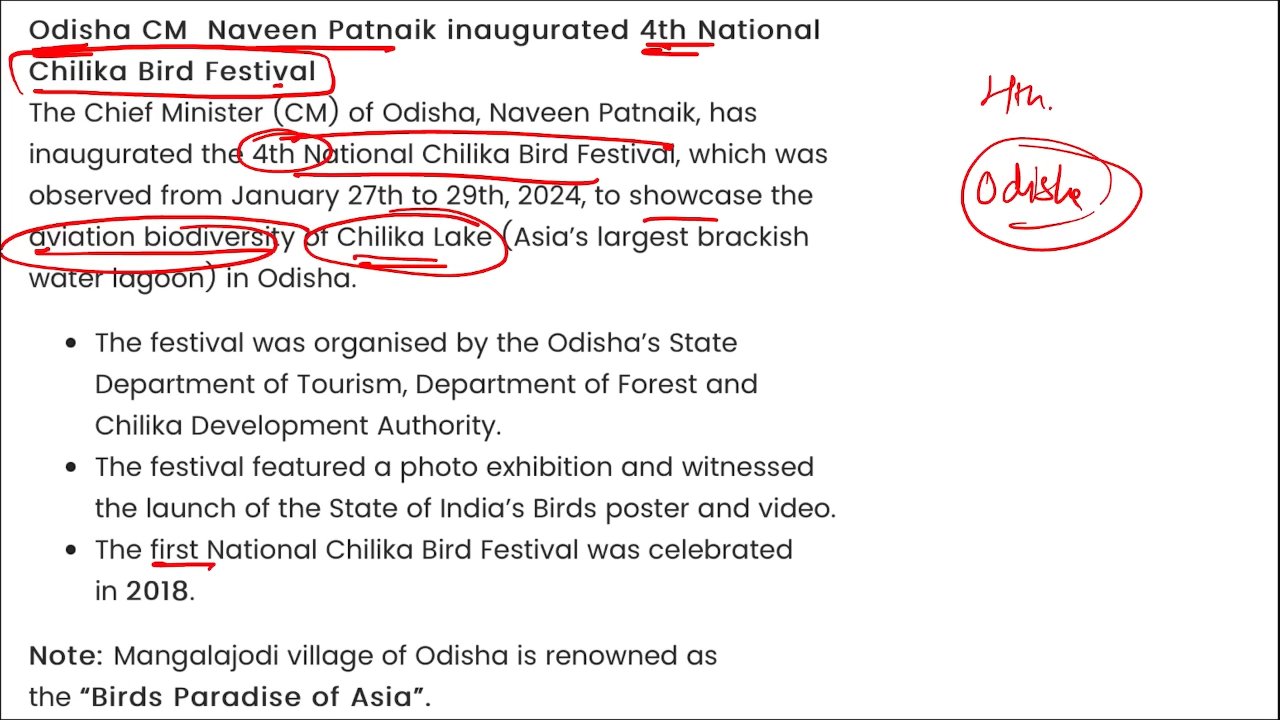 Odisha CM Naveen Patnaik inaugurated 4th National
Chilika Bird Festival
The Chief Minister (CM) of Odisha, Naveen Patnaik, has
inaugurated the 4th National Chilika Bird Festival, which was
observed from January 27th to 29th, 2024, to showcase the
aviation biodiversity of Chilika Lake (Asia's largest brackish
water lagoon) in Odisha.
• The festival was organised by the Odisha's State
Department of Tourism, Department of Forest and
Chilika Development Authority.
• The festival featured a photo exhibition and witnessed
the launch of the State of India's Birds poster and video.
• The first National Chilika Bird Festival was celebrated
in 2018.
Note: Mangalajodi village of Odisha is renowned as
the “Birds Paradise of Asia”.
4th.
Odisha